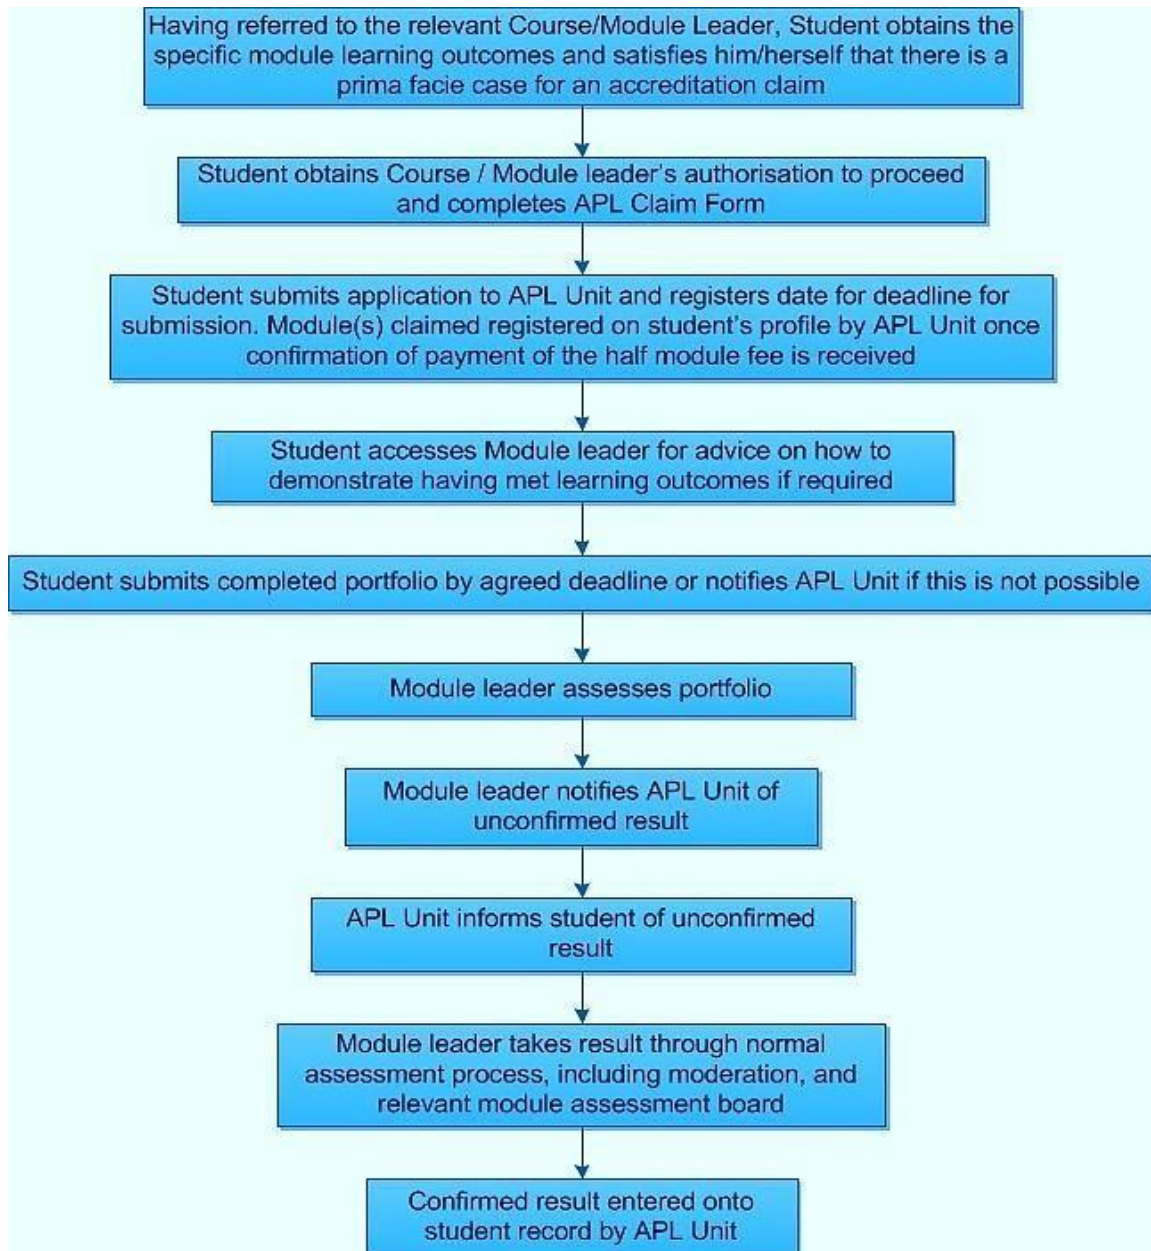 Having referred to the relevant Course/Module Leader, Student obtains the
specific module learning outcomes and satisfies him/herself that there is a
prima facie case for an accreditation claim
Student obtains Course / Module leader's authorisation to proceed
and completes APL Claim Form
Student submits application to APL Unit and registers date for deadline for
submission. Module(s) claimed registered on student's profile by APL Unit once
confirmation of payment of the half module fee is received
Student accesses Module leader for advice on how to
demonstrate having met learning outcomes if required
Student submits completed portfolio by agreed deadline or notifies APL Unit if this is not possible
Module leader assesses portfolio
Module leader notifies APL Unit of
unconfirmed result
APL Unit informs student of unconfirmed
result
Module leader takes result through normal
assessment process, including moderation, and
relevant module assessment board
Confirmed result entered onto
student record by APL Unit